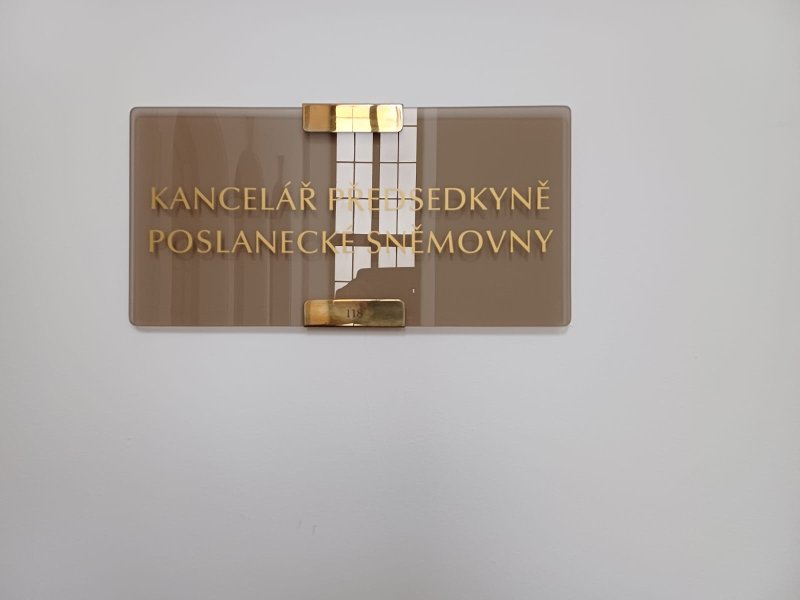 KANCELÁŘ PŘEDSEDKYNĚ
POSLANECKÉ SNĚMOVNY
118